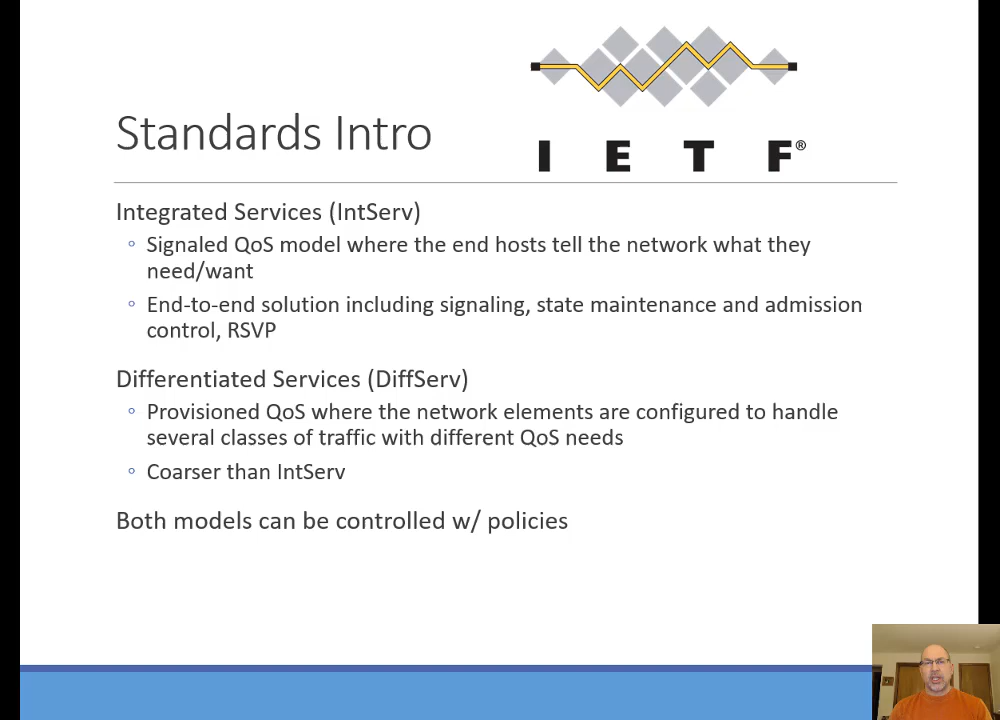 I E T F®
Standards Intro
Integrated Services (IntServ)
Signaled QoS model where the end hosts tell the network what they
need/want
End-to-end solution including signaling, state maintenance and admission
control, RSVP
Differentiated Services (DiffServ)
Provisioned QoS where the network elements are configured to handle
several classes of traffic with different QoS needs
Coarser than IntServ
Both models can be controlled w/ policies